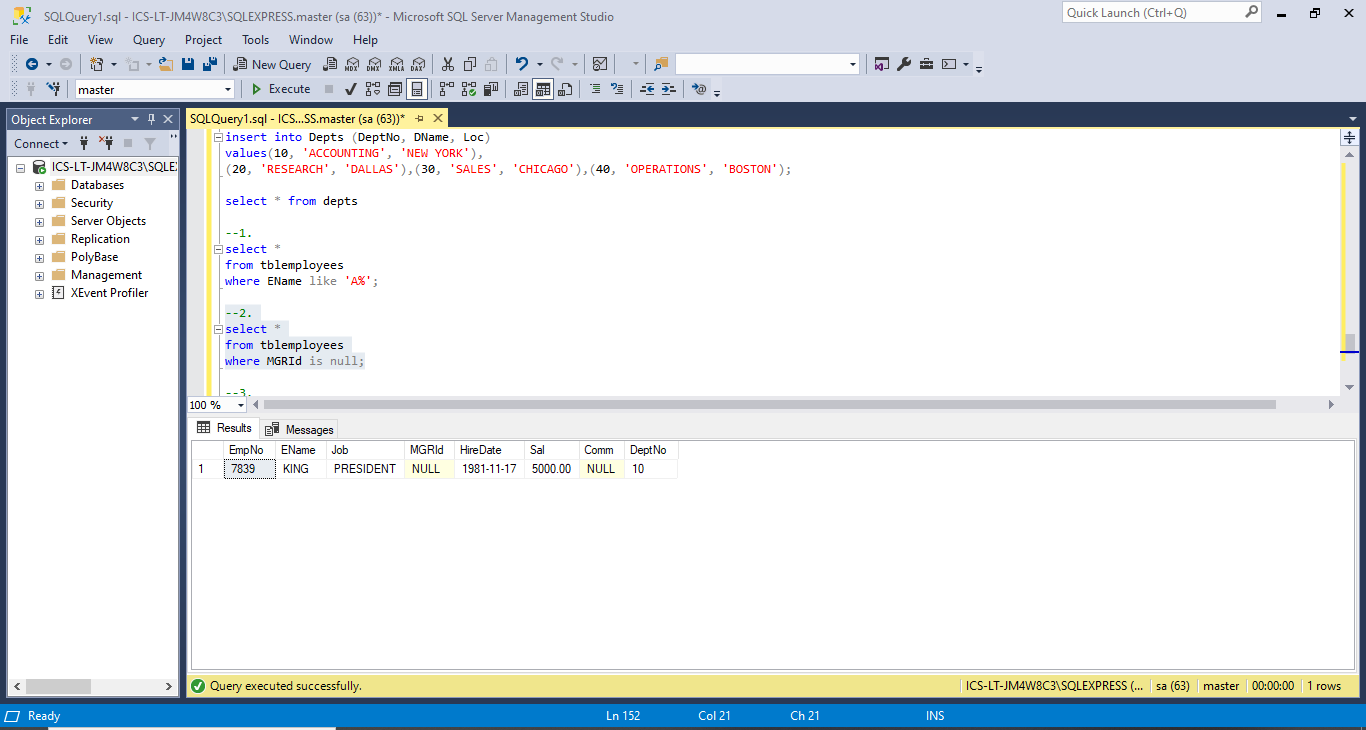 SQLQuery1.sql - ICS-LT-JM4W8C3\SQLEXPRESS.master (sa (63))* - Microsoft SQL Server Management Studio
Quick Launch (Ctrl+Q)
File Edit View Query Project Tools Window Help
New Query MDX DMX XMLA DAX
master Execute
Object Explorer
SQLQuery1.sql - ICS...SS.master (sa (63))*
Connect
ICS-LT-JM4W8C3\SQLE
Databases
Security
Server Objects
Replication
PolyBase
Management
XEvent Profiler
insert into Depts (DeptNo, DName, Loc)
values(10, 'ACCOUNTING', 'NEW YORK'),
(20, 'RESEARCH', 'DALLAS'),(30, 'SALES', 'CHICAGO'),(40, 'OPERATIONS', 'BOSTON');
select * from depts
--1.
select *
from tblemployees
where EName like 'A%';
--2.
select *
from tblemployees
where MGRId is null;
--3.
100 %
Results Messages
EmpNo EName Job MGRId HireDate Sal Comm DeptNo
1 7839 KING PRESIDENT NULL 1981-11-17 5000.00 NULL 10
Query executed successfully.
ICS-LT-JM4W8C3\SQLEXPRESS (... sa (63) master 00:00:00 1 rows
Ready Ln 152 Col 21 Ch 21 INS